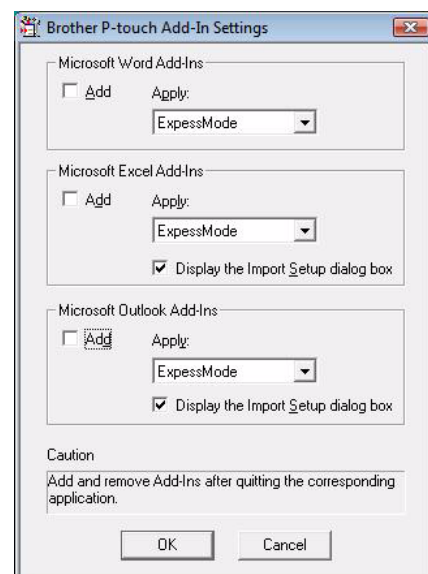 Brother P-touch Add-In Settings
Microsoft Word Add-Ins
Add
Apply:
ExpessMode
Microsoft Excel Add-Ins
Add
Apply:
ExpessMode
Display the Import Setup dialog box
Microsoft Outlook Add-Ins
Add
Apply:
ExpessMode
Display the Import Setup dialog box
Caution
Add and remove Add-Ins after quitting the corresponding
application.
OK
Cancel